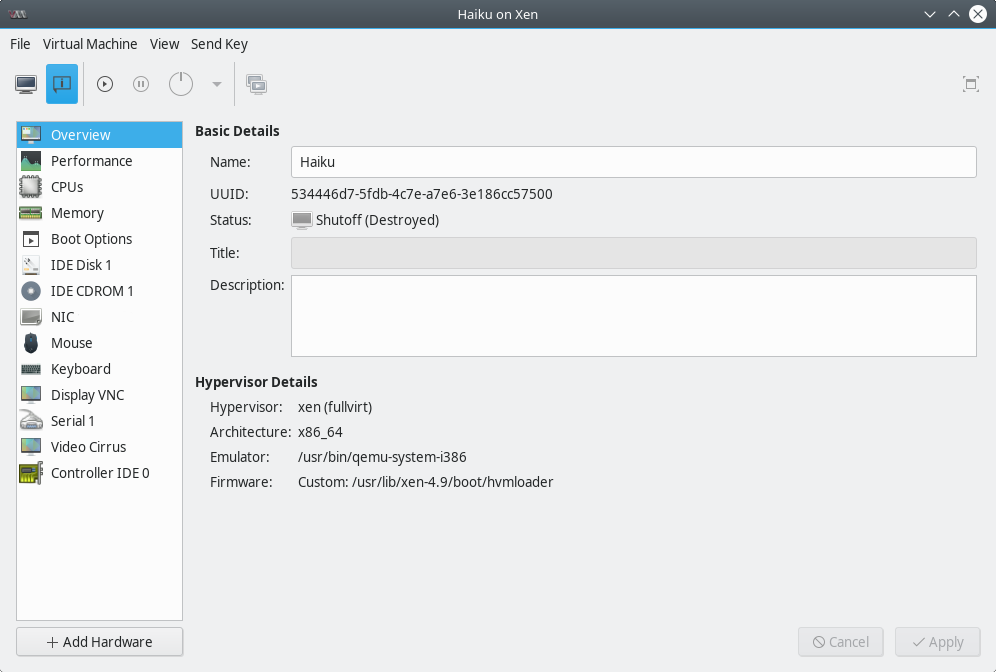 Haiku on Xen
File Virtual Machine View Send Key
Overview
Performance
CPUs
Memory
Boot Options
IDE Disk 1
IDE CDROM 1
NIC
Mouse
Keyboard
Display VNC
Serial 1
Video Cirrus
Controller IDE 0
Add Hardware
Basic Details
Name: Haiku
UUID: 534446d7-5fdb-4c7e-a7e6-3e186cc57500
Status: Shutoff (Destroyed)
Title:
Description:
Hypervisor Details
Hypervisor: xen (fullvirt)
Architecture: x86_64
Emulator: /usr/bin/qemu-system-i386
Firmware: Custom: /usr/lib/xen-4.9/boot/hvmloader
Cancel Apply